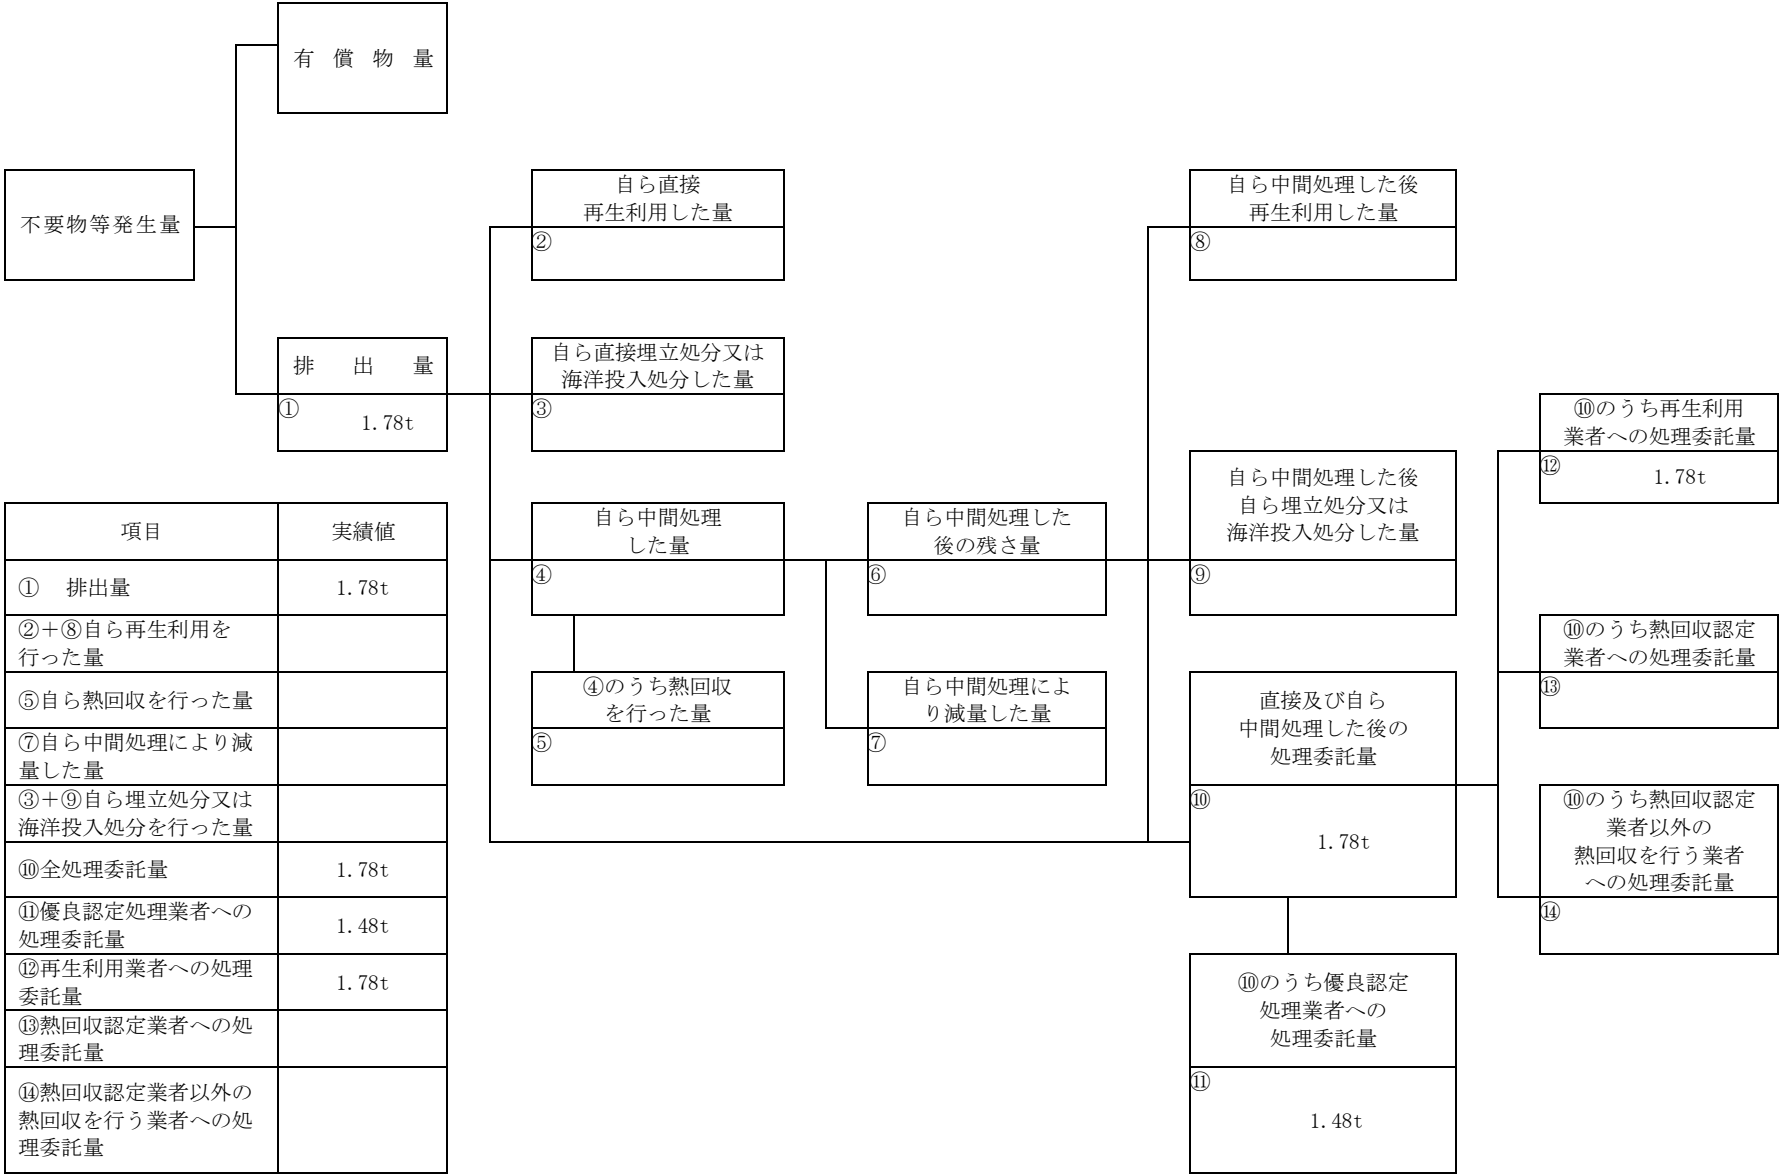 有償物量
不要物等発生量
排出量
①
1.78t
自ら直接
再生利用した量
②
自ら直接埋立処分又は
海洋投入処分した量
③
自ら中間処理
した量
④
④のうち熱回収
を行った量
⑤
自ら中間処理した
後の残さ量
⑥
自ら中間処理によ
り減量した量
⑦
自ら中間処理した後
再生利用した量
⑧
自ら中間処理した後
自ら埋立処分又は
海洋投入処分した量
⑨
直接及び自ら
中間処理した後の
処理委託量
⑩
1.78t
⑩のうち優良認定
処理業者への
処理委託量
⑪
1.48t
⑩のうち再生利用
業者への処理委託量
⑫
1.78t
⑩のうち熱回収認定
業者への処理委託量
⑬
⑩のうち熱回収認定
業者以外の
熱回収を行う業者
への処理委託量
⑭
項目 実績値
① 排出量 1.78t
②＋⑧自ら再生利用を
行った量
⑤自ら熱回収を行った量
⑦自ら中間処理により減
量した量
③＋⑨自ら埋立処分又は
海洋投入処分を行った量
⑩全処理委託量 1.78t
⑪優良認定処理業者への
処理委託量
1.48t
⑫再生利用業者への処理
委託量
1.78t
⑬熱回収認定業者への処
理委託量
⑭熱回収認定業者以外の
熱回収を行う業者への処
理委託量